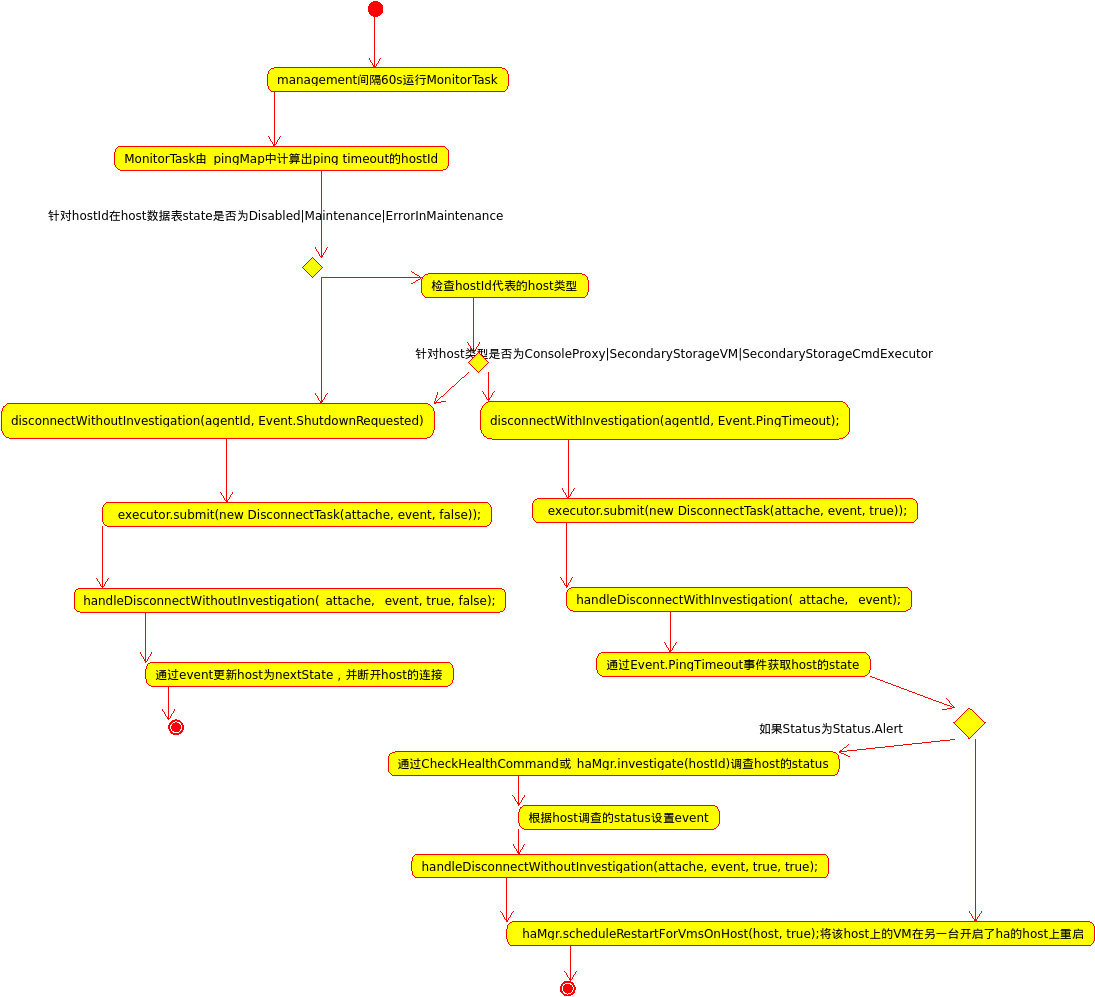 management间隔60s运行MonitorTask
MonitorTask由 pingMap中计算出ping timeout的hostId
针对hostId在host数据表state是否为Disabled|Maintenance|ErrorInMaintenance
检查hostId代表的host类型
针对host类型是否为ConsoleProxy|SecondaryStorageVM|SecondaryStorageCmdExecutor
disconnectWithoutInvestigation(agentId, Event.ShutdownRequested)
disconnectWithInvestigation(agentId, Event.PingTimeout);
executor.submit(new DisconnectTask(attache, event, false));
executor.submit(new DisconnectTask(attache, event, true));
handleDisconnectWithoutInvestigation( attache, event, true, false);
handleDisconnectWithInvestigation( attache, event);
通过event更新host为nextState，并断开host的连接
通过Event.PingTimeout事件获取host的state
如果Status为Status.Alert
通过CheckHealthCommand或 haMgr.investigate(hostId)调查host的status
根据host调查的status设置event
handleDisconnectWithoutInvestigation(attache, event, true, true);
haMgr.scheduleRestartForVmsOnHost(host, true);将该host上的VM在另一台开启了ha的host上重启